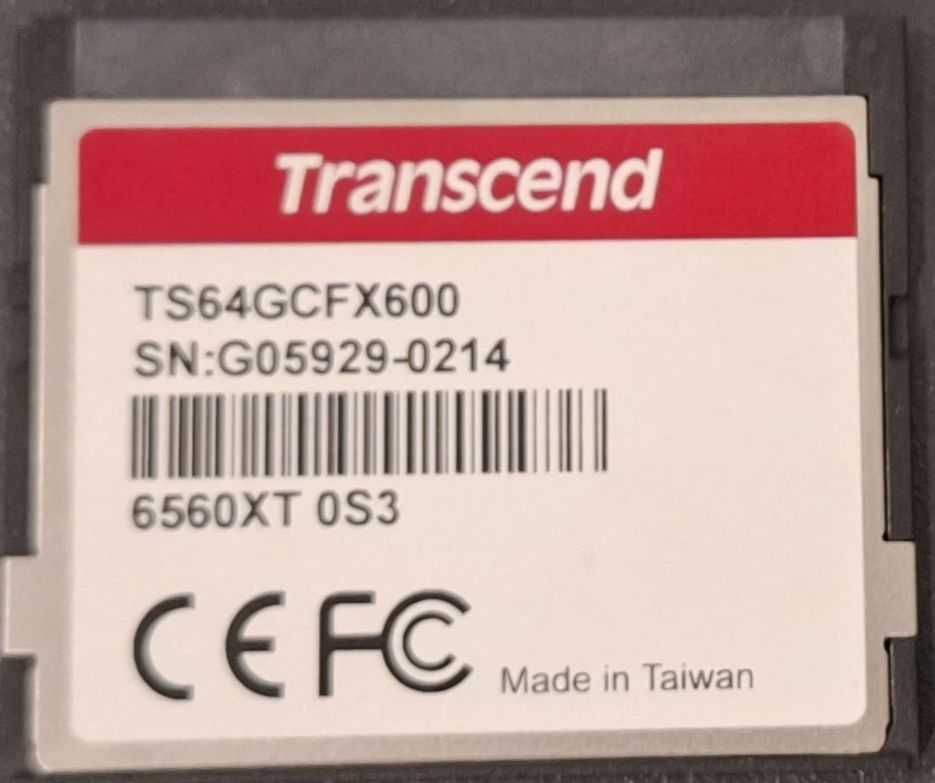 Transcend
TS64GCFX600
SN:G05929-0214
6560XT 0S3
CE FC
Made in Taiwan